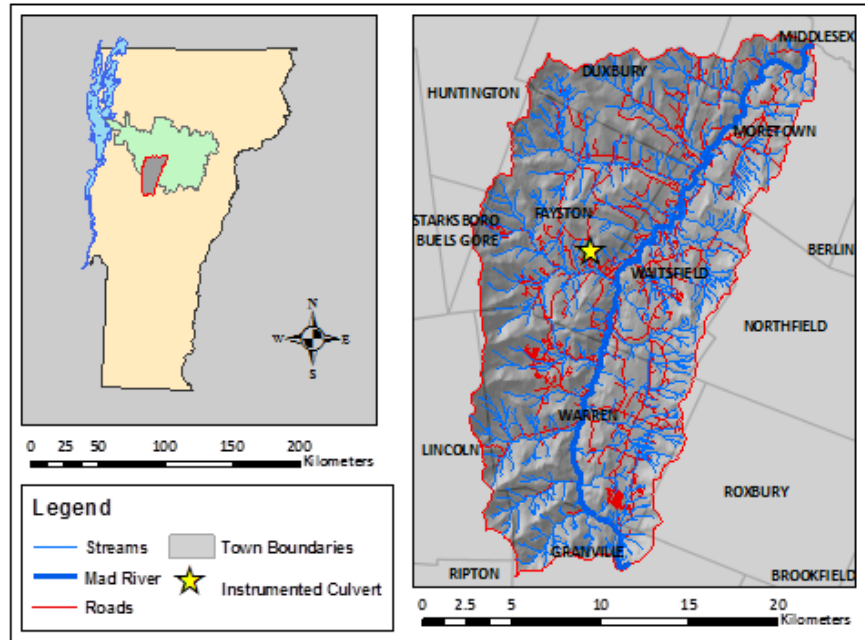 N
W E
S
0 25 50 100 150 200
Kilometers
Legend
Streams
Town Boundaries
Mad River
Instrumented Culvert
Roads
MIDDLESEX
DUXBURY
HUNTINGTON
MORETOWN
FAYSTON
STARKSBORO
BUELS GORE
BERLIN
WAITSFIELD
NORTHFIELD
WARREN
LINCOLN
ROXBURY
GRANVILLE
RIPTON
BROOKFIELD
0 2.5 5 10 15 20
Kilometers